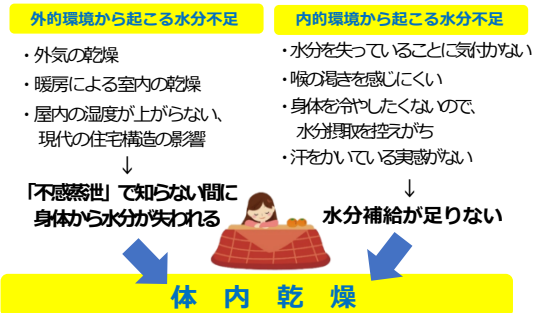 外的環境から起こる水分不足
・外気の乾燥
・暖房による室内の乾燥
・屋内の湿度が上がらない、
現代の住宅構造の影響
↓
「不感蒸泄」で知らない間に
身体から水分が失われる
内的環境から起こる水分不足
・水分を失っていることに気付かない
・喉の渇きを感じにくい
・身体を冷やしたくないので、
水分摂取を控えがち
・汗をかいている実感がない
↓
水分補給が足りない
体内乾燥